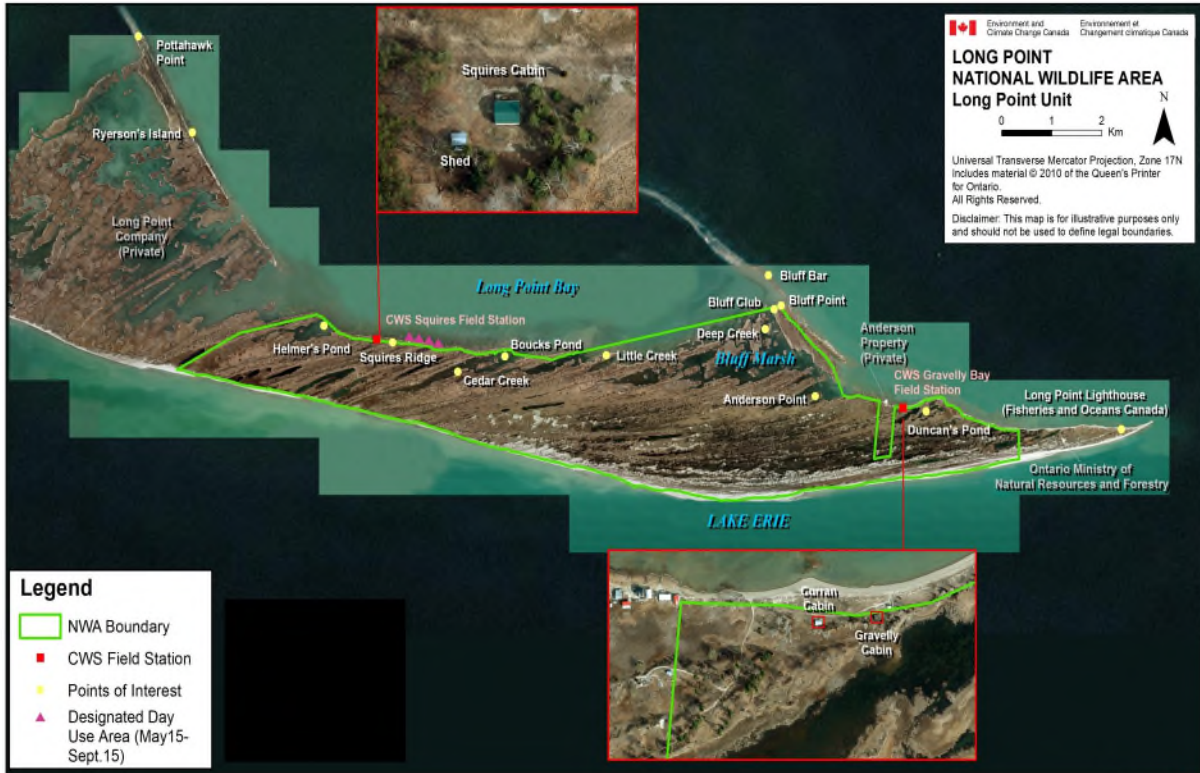 Pottahawk
Point
Ryerson's Island
Long Point
Company
(Private)
Squires Cabin
Shed
Environment and
Climate Change Canada
Environnement et
Changement climatique Canada
LONG POINT
NATIONAL WILDLIFE AREA
Long Point Unit
N
0 1 2
Km
Universal Transverse Mercator Projection, Zone 17N
Includes material © 2010 of the Queen's Printer
for Ontario.
All Rights Reserved.
Disclaimer: This map is for illustrative purposes only
and should not be used to define legal boundaries.
Long Point Bay
CWS Squires Field Station
Helmer's Pond
Squires Ridge
Boucks Pond
Cedar Creek
Little Creek
Bluff Bar
Bluff Club
Bluff Point
Deep Creek
Bluff Marsh
Anderson
Property
(Private)
CWS Gravelly Bay
Field Station
Anderson Point
Duncan's Pond
Long Point Lighthouse
(Fisheries and Oceans Canada)
Ontario Ministry of
Natural Resources and Forestry
LAKE ERIE
Curran
Cabin
Gravelly
Cabin
Legend
NWA Boundary
CWS Field Station
Points of Interest
Designated Day
Use Area (May15-
Sept.15)